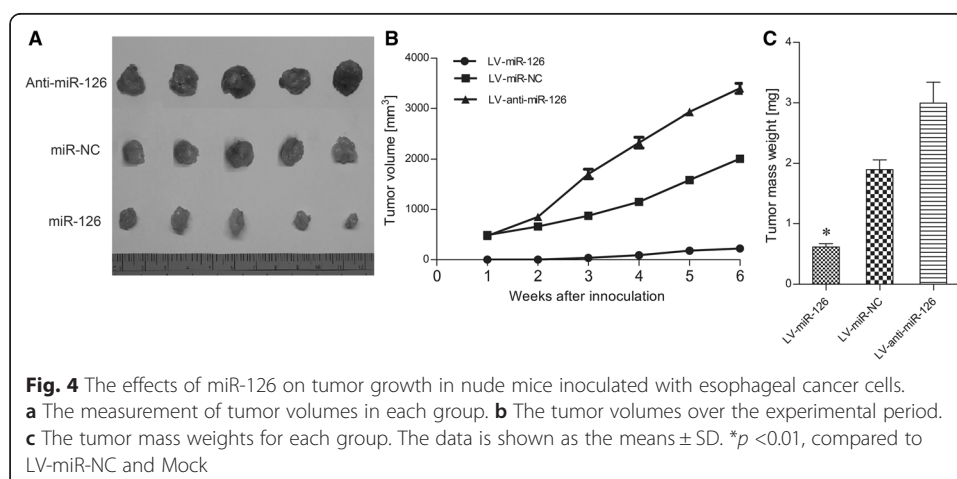 A
Anti-miR-126
miR-NC
miR-126
B
LV-miR-126
LV-miR-NC
LV-anti-miR-126
Tumor volume [mm3]
4000
3000
2000
1000
0
0 1 2 3 4 5 6
Weeks after innoculation
C
Tumor mass weight [mg]
4
3
2
1
0
*
LV-miR-126
LV-miR-NC
LV-anti-miR-126
Fig. 4 The effects of miR-126 on tumor growth in nude mice inoculated with esophageal cancer cells.
a The measurement of tumor volumes in each group. b The tumor volumes over the experimental period.
c The tumor mass weights for each group. The data is shown as the means ± SD. *p <0.01, compared to
LV-miR-NC and Mock